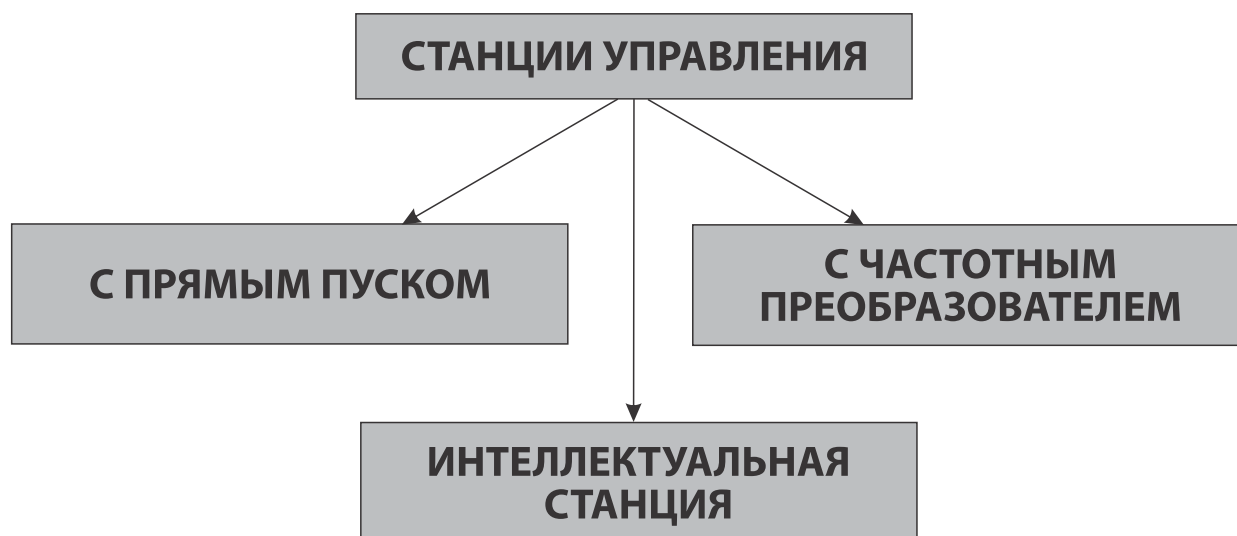 СТАНЦИИ УПРАВЛЕНИЯ
С ПРЯМЫМ ПУСКОМ
С ЧАСТОТНЫМ
ПРЕОБРАЗОВАТЕЛЕМ
ИНТЕЛЛЕКТУАЛЬНАЯ
СТАНЦИЯ